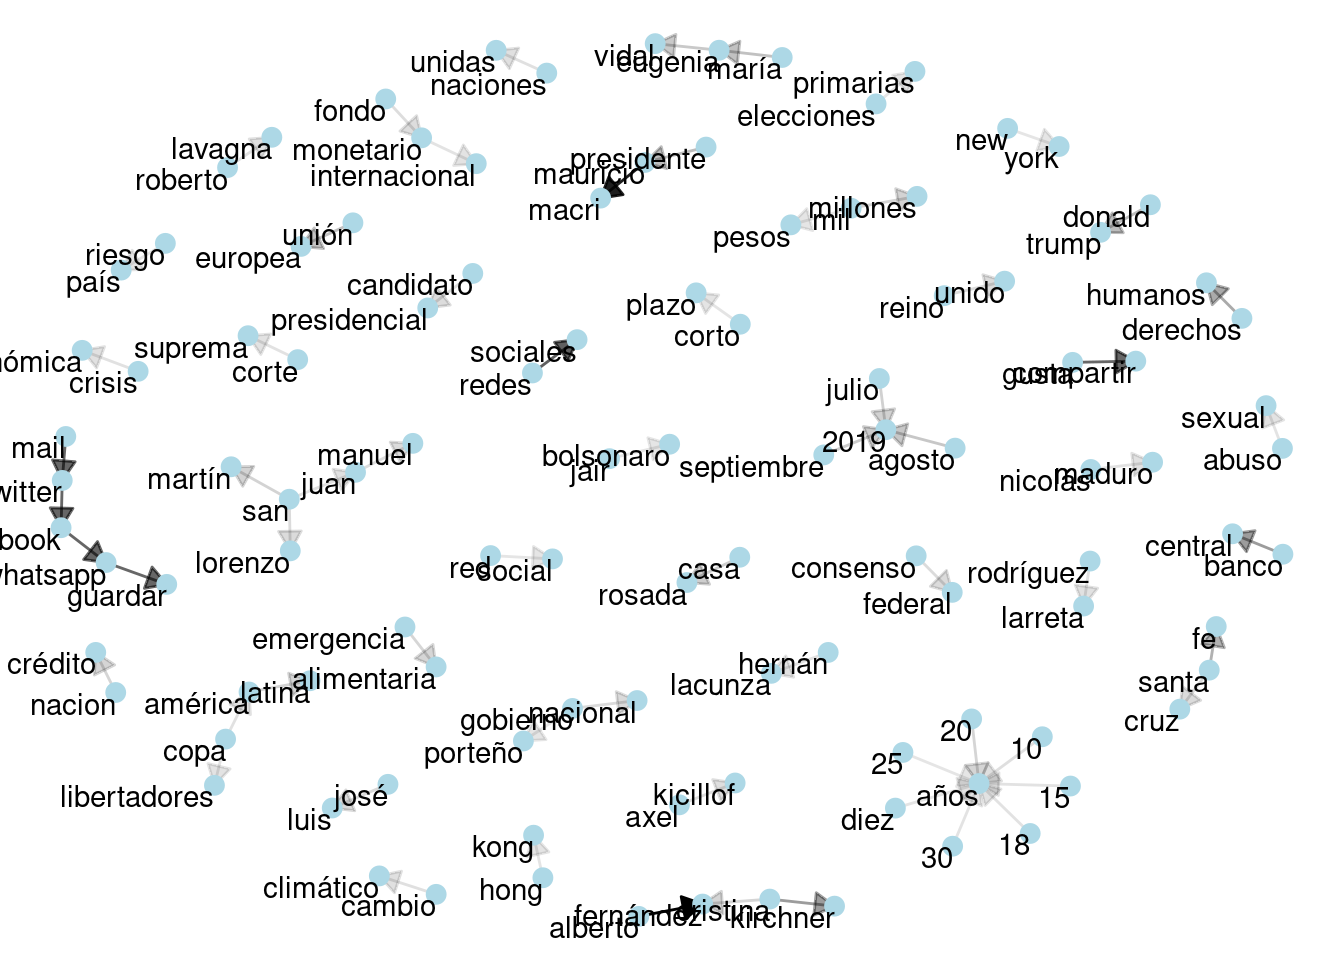 unidas
naciones
vidal
eugenia
maría
primarias
elecciones
fondo
monetario
internacional
lavagna
roberto
presidente
mauricio
macri
new
york
millones
mil
pesos
donald
trump
unión
europea
riesgo
país
candidato
presidencial
plazo
corto
reino
unido
humanos
derechos
nómica
crisis
suprema
corte
sociales
redes
gusta
compartir
julio
2019
septiembre
agosto
sexual
abuso
mail
witter
book
whatsapp
guardar
martín
manuel
juan
san
lorenzo
bolsonaro
jair
nicolás
maduro
central
banco
red
social
casa
rosada
consenso
federal
rodríguez
larreta
fe
santa
cruz
crédito
nacion
emergencia
alimentaria
américa
latina
copa
libertadores
hernán
lacunza
gobierno
nacional
porteño
20
10
25
años
15
diez
30
18
josé
luis
kicillof
axel
kong
hong
climático
cambio
fernández
alberto
cristina
kirchner